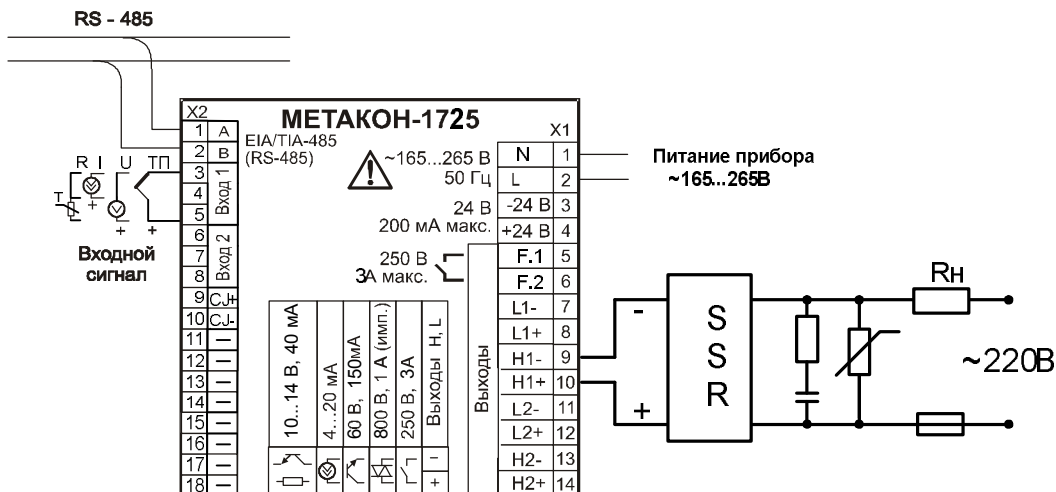 RS - 485
X2
МЕТАКОН-1725
X1
1 A
2 B
3
4
5
6
7
8
9 CJ+
10 CJ-
11 –
12 –
13 –
14 –
15 –
16 –
17 –
18 –
EIA/TIA-485
(RS-485)
Вход 1
Вход 2
R I U ТП
T
+
+
+
Входной
сигнал
~165...265 В
50 Гц
24 В
200 мА макс.
250 В
3А макс.
N 1
L 2
-24 В 3
+24 В 4
F.1 5
F.2 6
L1- 7
L1+ 8
H1- 9
H1+ 10
L2- 11
L2+ 12
H2- 13
H2+ 14
Питание прибора
~165...265В
10...14 В, 40 мА
4...20 мА
60 В, 150мА
800 В, 1 А (имп.)
250 В, 3А
Выходы H, L
–
+
Выходы
-
+
SSR
Rн
~220В